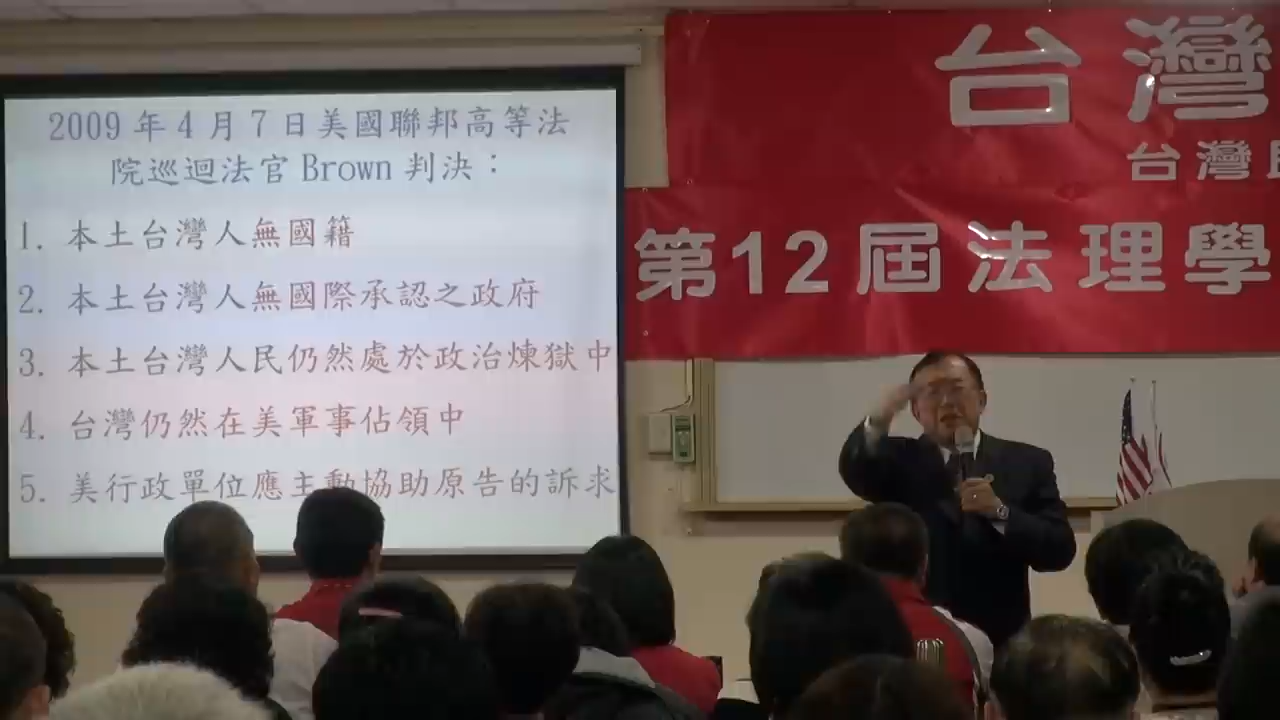 2009 年 4 月 7 日美國聯邦高等法
院巡迴法官 Brown 判決：
1. 本土台灣人無國籍
2. 本土台灣人無國際承認之政府
3. 本土台灣人民仍然處於政治煉獄中
4. 台灣仍然在美軍事佔領中
5. 美行政單位應主動協助原告的訴求
台灣
台灣民
第12屆法理學